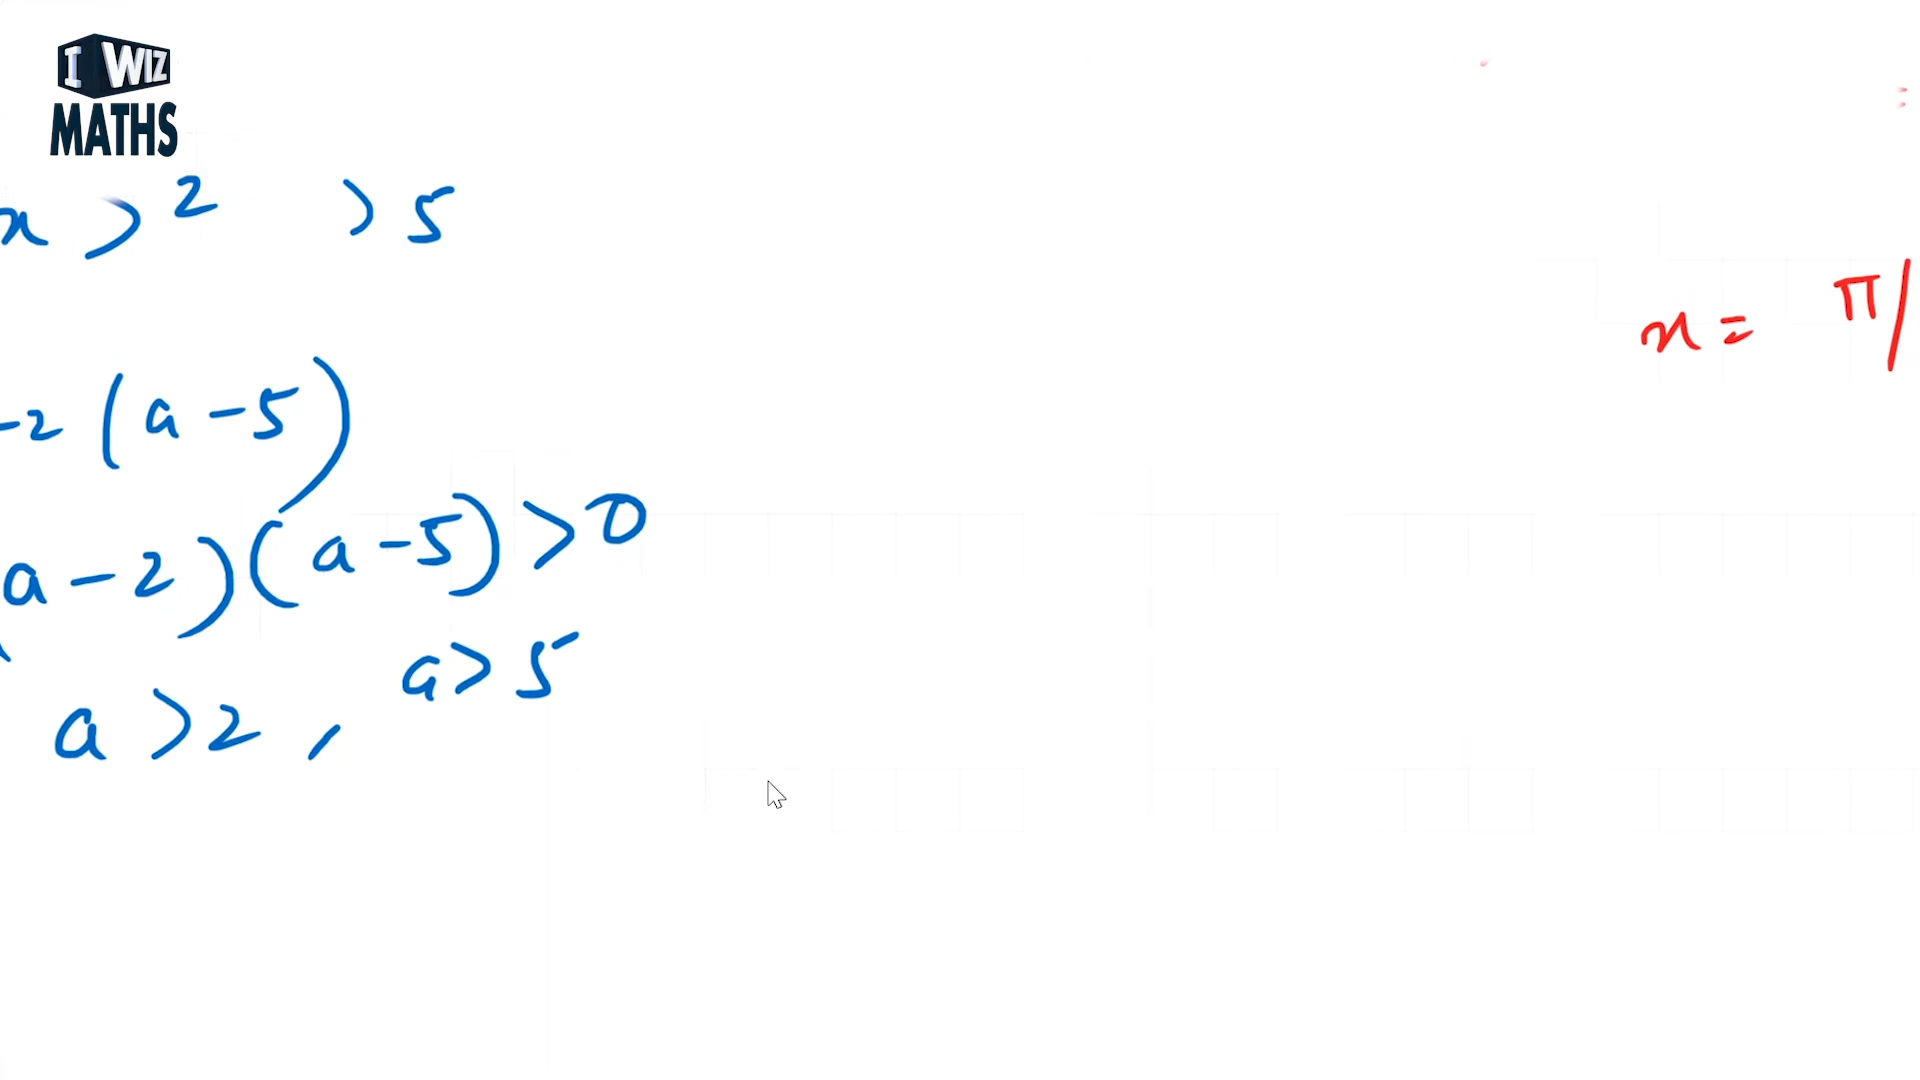 I WIZ
MATHS
x > 2 > 5
x = π/
-2 (a - 5)
a - 2) (a - 5) > 0
a > 2 , a > 5